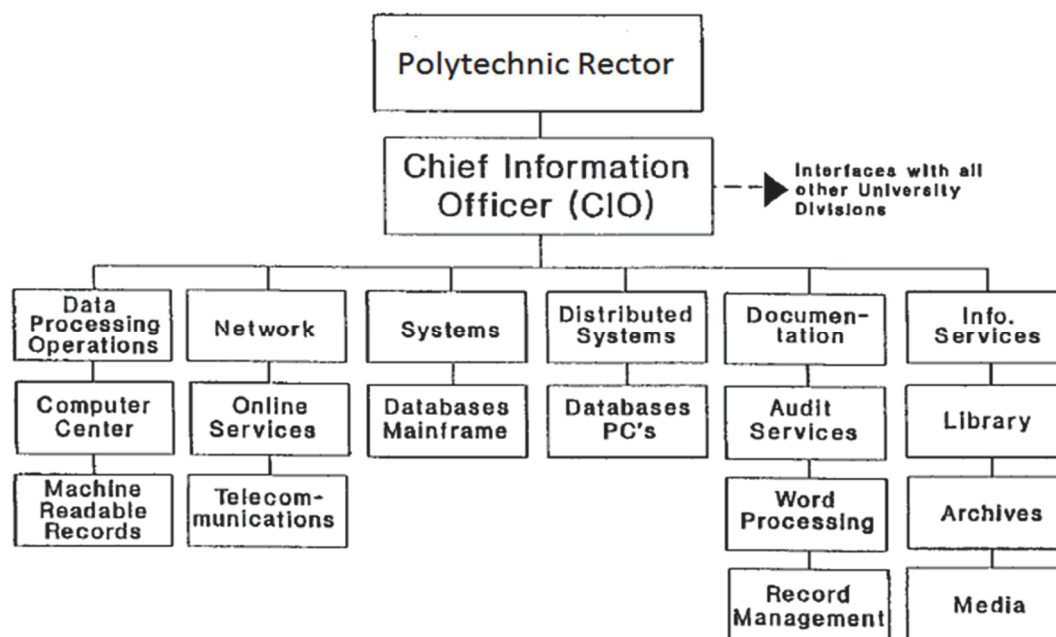 Polytechnic Rector
Chief Information
Officer (CIO)
Interfaces with all
other University
Divisions
Data
Processing
Operations
Network
Systems
Distributed
Systems
Documen-
tation
Info.
Services
Computer
Center
Online
Services
Databases
Mainframe
Databases
PC's
Audit
Services
Library
Machine
Readable
Records
Telecom-
munications
Word
Processing
Archives
Record
Management
Media